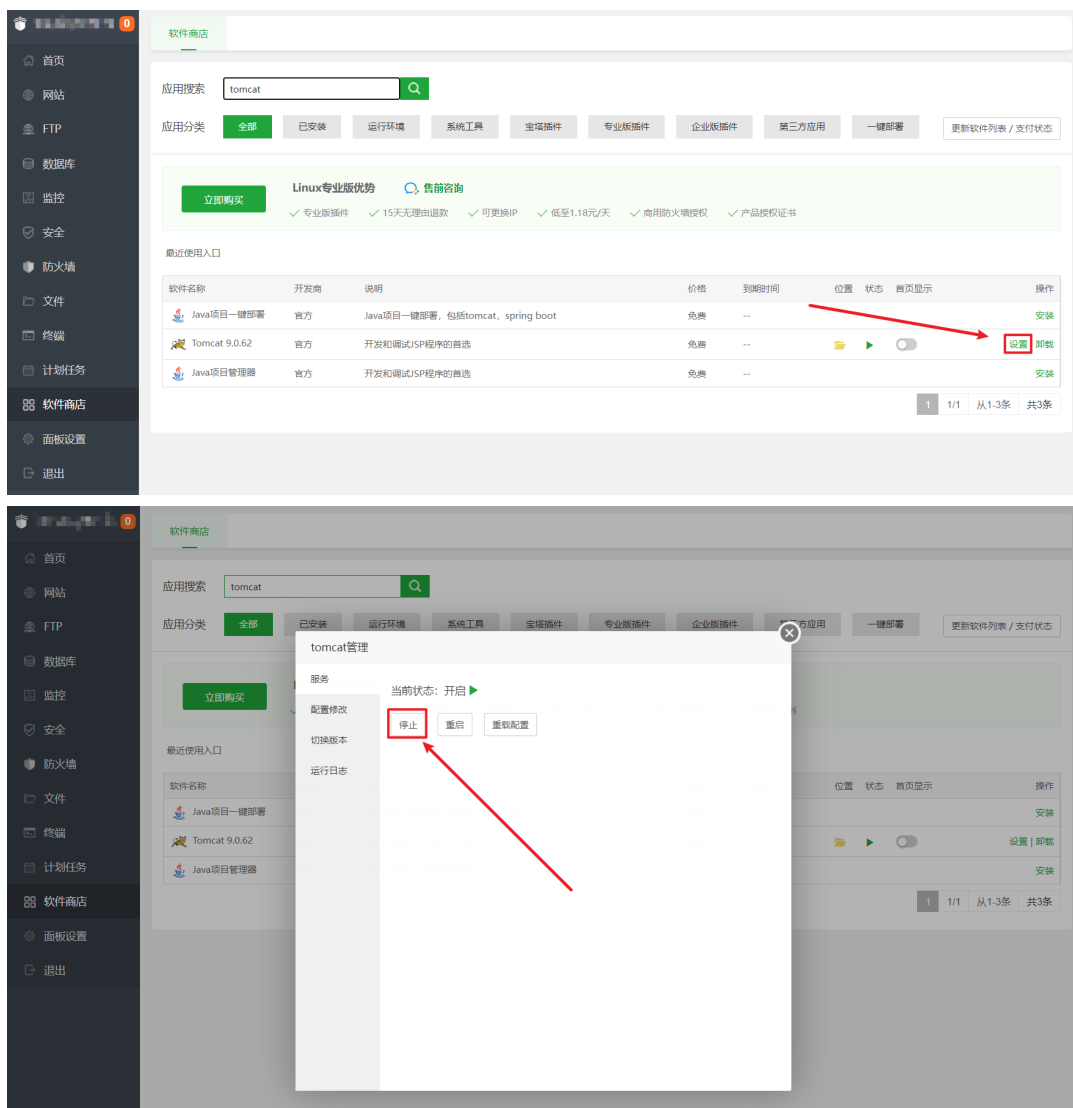 0
软件商店
首页
网站
FTP
数据库
监控
安全
防火墙
文件
终端
计划任务
软件商店
面板设置
退出
应用搜索 tomcat
应用分类 全部 已安装 运行环境 系统工具 宝塔插件 专业版插件 企业版插件 第三方应用 一键部署 更新软件列表 / 支付状态
立即购买 Linux专业版优势 售前咨询
专业版插件 15天无理由退款 可更换IP 低至1.18元/天 商用防火墙授权 产品授权证书
最近使用入口
软件名称 开发商 说明 价格 到期时间 位置 状态 首页显示 操作
Java项目一键部署 官方 Java项目一键部署，包括tomcat，spring boot 免费 -- 安装
Tomcat 9.0.62 官方 开发和调试JSP程序的首选 免费 -- 设置 卸载
Java项目管理器 官方 开发和调试JSP程序的首选 免费 -- 安装
1 1/1 从1-3条 共3条
0
软件商店
首页
网站
FTP
数据库
监控
安全
防火墙
文件
终端
计划任务
软件商店
面板设置
退出
应用搜索 tomcat
应用分类 全部 已安装 运行环境 系统工具 宝塔插件 专业版插件 企业版插件 方应用 一键部署 更新软件列表 / 支付状态
立即购买
最近使用入口
软件名称 位置 状态 首页显示 操作
Java项目一键部署 安装
Tomcat 9.0.62 设置 | 卸载
Java项目管理器 安装
1 1/1 从1-3条 共3条
tomcat管理
服务
配置修改
切换版本
运行日志
当前状态：开启
停止 重启 重载配置